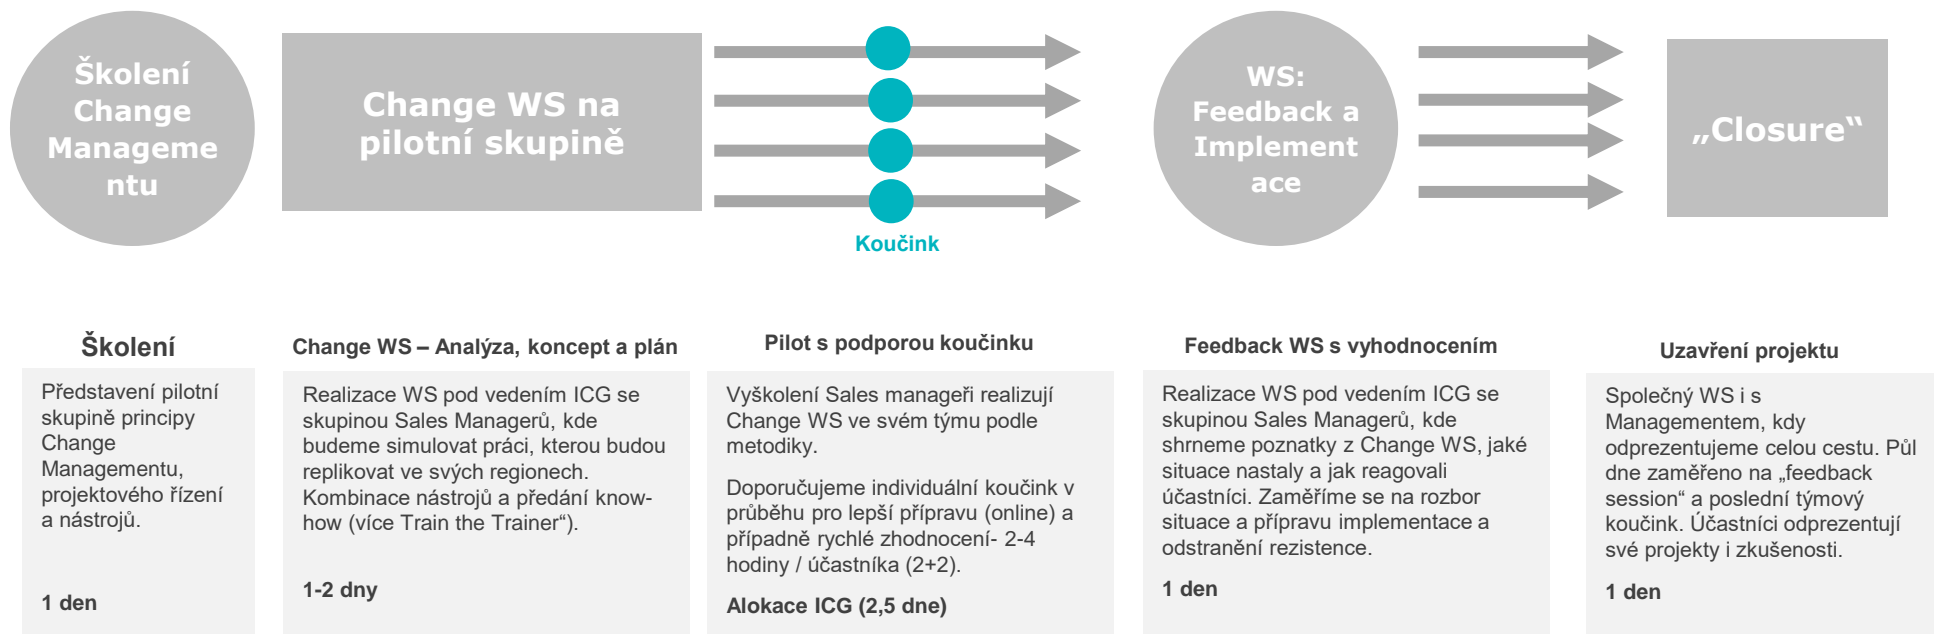 Školení
Change
Manageme
ntu
Change WS na
pilotní skupině
Koučink
WS:
Feedback a
Implement
ace
„Closure“
Školení
Představení pilotní
skupině principy
Change
Managementu,
projektového řízení
a nástrojů.
1 den
Change WS – Analýza, koncept a plán
Realizace WS pod vedením ICG se
skupinou Sales Managerů, kde
budeme simulovat práci, kterou budou
replikovat ve svých regionech.
Kombinace nástrojů a předání know-
how (více Train the Trainer“).
1-2 dny
Pilot s podporou koučinku
Vyškolení Sales manageři realizují
Change WS ve svém týmu podle
metodiky.
Doporučujeme individuální koučink v
průběhu pro lepší přípravu (online) a
případně rychlé zhodnocení- 2-4
hodiny / účastníka (2+2).
Alokace ICG (2,5 dne)
Feedback WS s vyhodnocením
Realizace WS pod vedením ICG se
skupinou Sales Managerů, kde
shrneme poznatky z Change WS, jaké
situace nastaly a jak reagovali
účastníci. Zaměříme se na rozbor
situace a přípravu implementace a
odstranění rezistence.
1 den
Uzavření projektu
Společný WS i s
Managementem, kdy
odprezentujeme celou cestu. Půl
dne zaměřeno na „feedback
session“ a poslední týmový
koučink. Účastníci odprezentují
své projekty i zkušenosti.
1 den